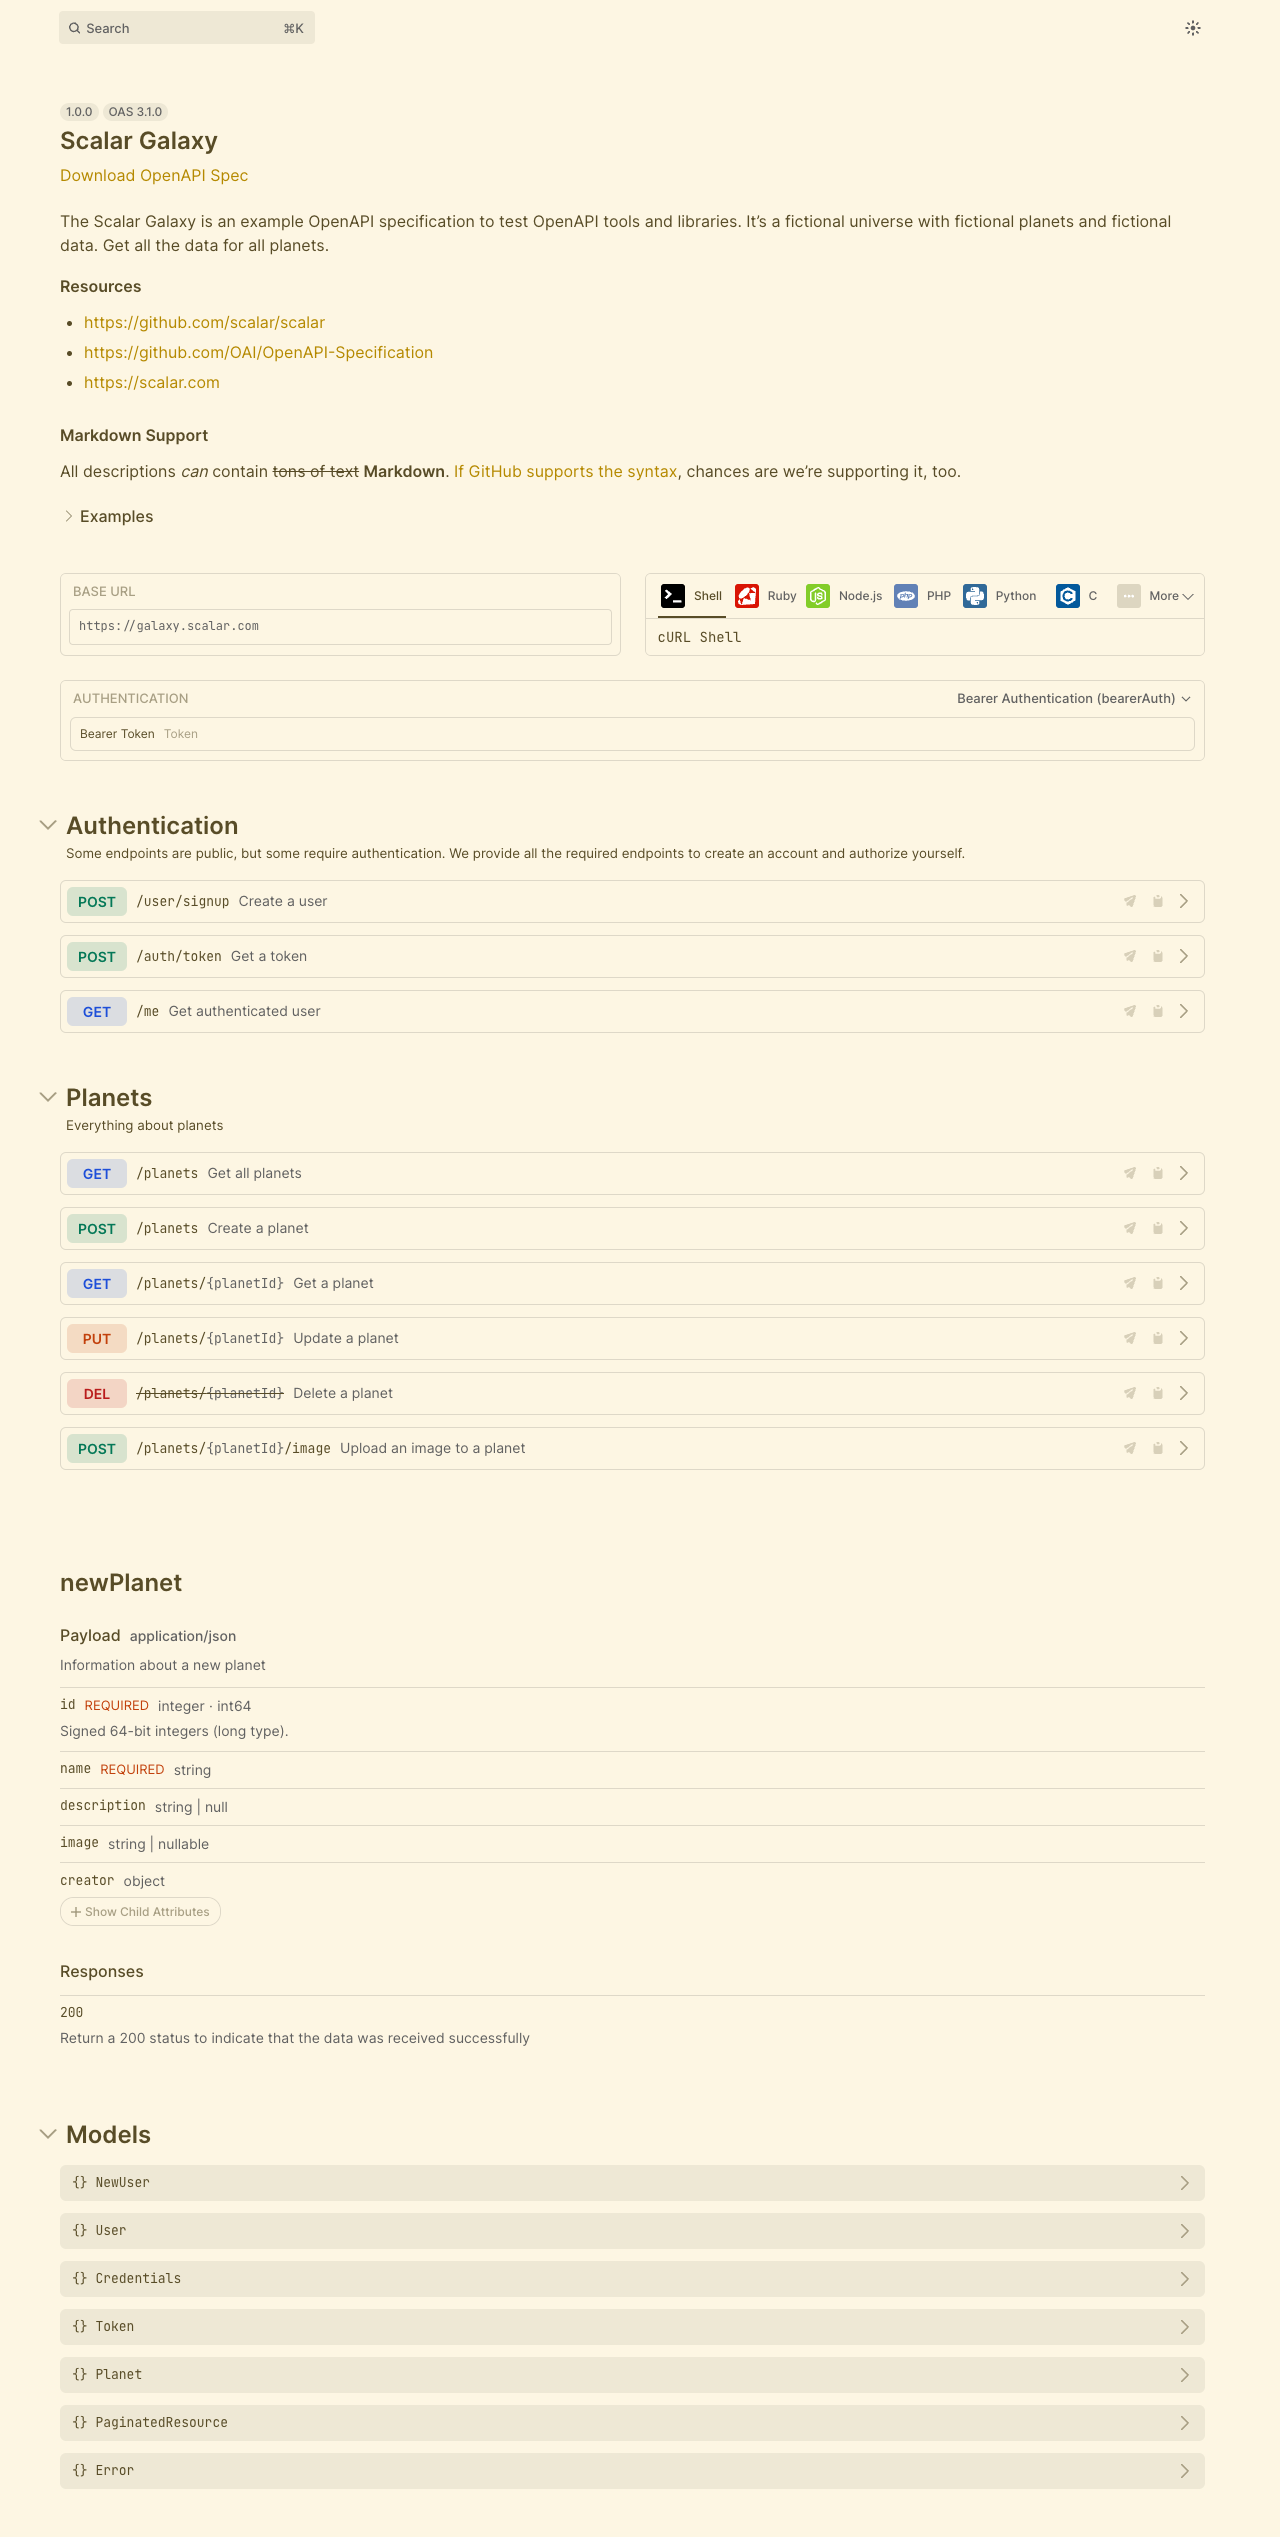 Search ⌘K
1.0.0 OAS 3.1.0
Scalar Galaxy
Download OpenAPI Spec
The Scalar Galaxy is an example OpenAPI specification to test OpenAPI tools and libraries. It’s a fictional universe with fictional planets and fictional
data. Get all the data for all planets.
Resources
• https://github.com/scalar/scalar
• https://github.com/OAI/OpenAPI-Specification
• https://scalar.com
Markdown Support
All descriptions can contain tons of text Markdown. If GitHub supports the syntax, chances are we’re supporting it, too.
Examples
BASE URL
https://galaxy.scalar.com
Shell Ruby Node.js PHP Python C More
cURL Shell
AUTHENTICATION Bearer Authentication (bearerAuth)
Bearer Token Token
Authentication
Some endpoints are public, but some require authentication. We provide all the required endpoints to create an account and authorize yourself.
POST /user/signup Create a user
POST /auth/token Get a token
GET /me Get authenticated user
Planets
Everything about planets
GET /planets Get all planets
POST /planets Create a planet
GET /planets/{planetId} Get a planet
PUT /planets/{planetId} Update a planet
DEL /planets/{planetId} Delete a planet
POST /planets/{planetId}/image Upload an image to a planet
newPlanet
Payload application/json
Information about a new planet
id REQUIRED integer · int64
Signed 64-bit integers (long type).
name REQUIRED string
description string | null
image string | nullable
creator object
+ Show Child Attributes
Responses
200
Return a 200 status to indicate that the data was received successfully
Models
{} NewUser
{} User
{} Credentials
{} Token
{} Planet
{} PaginatedResource
{} Error